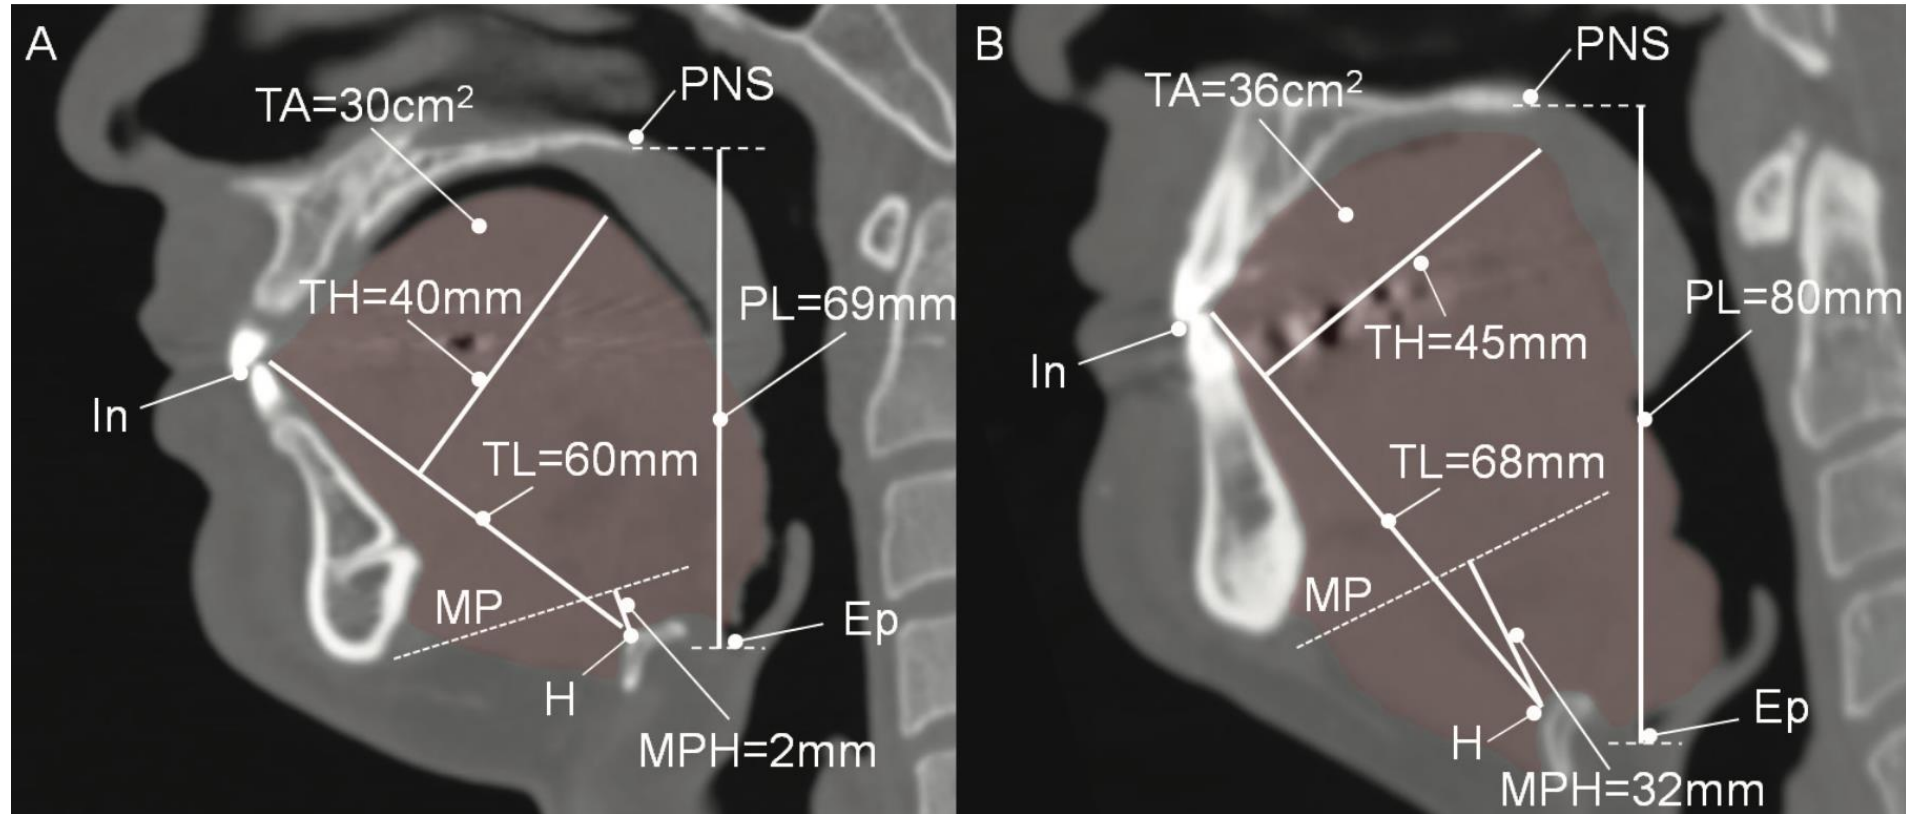 A
PNS
TA=30cm²
TH=40mm
PL=69mm
In
TL=60mm
MP
Ep
H
MPH=2mm
B
PNS
TA=36cm²
PL=80mm
TH=45mm
In
TL=68mm
MP
Ep
H
MPH=32mm